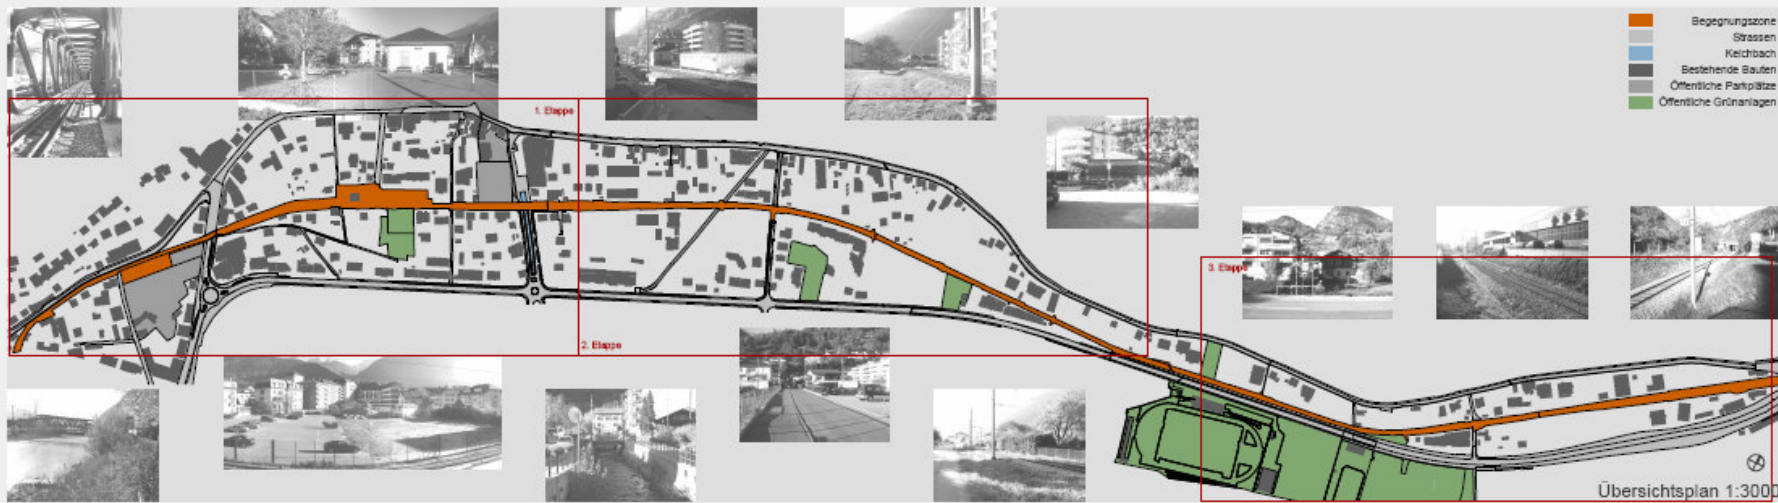 Begegnungszone
Strassen
Kelchbach
Bestehende Bauten
Öffentliche Parkplätze
Öffentliche Grünanlagen
1. Etappe
3. Etappe
2. Etappe
Übersichtsplan 1:3000